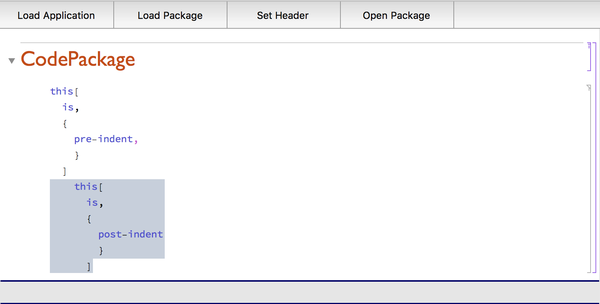 Load Application Load Package Set Header Open Package
CodePackage
this[
is,
{
pre-indent,
}
]
this[
is,
{
post-indent
}
]